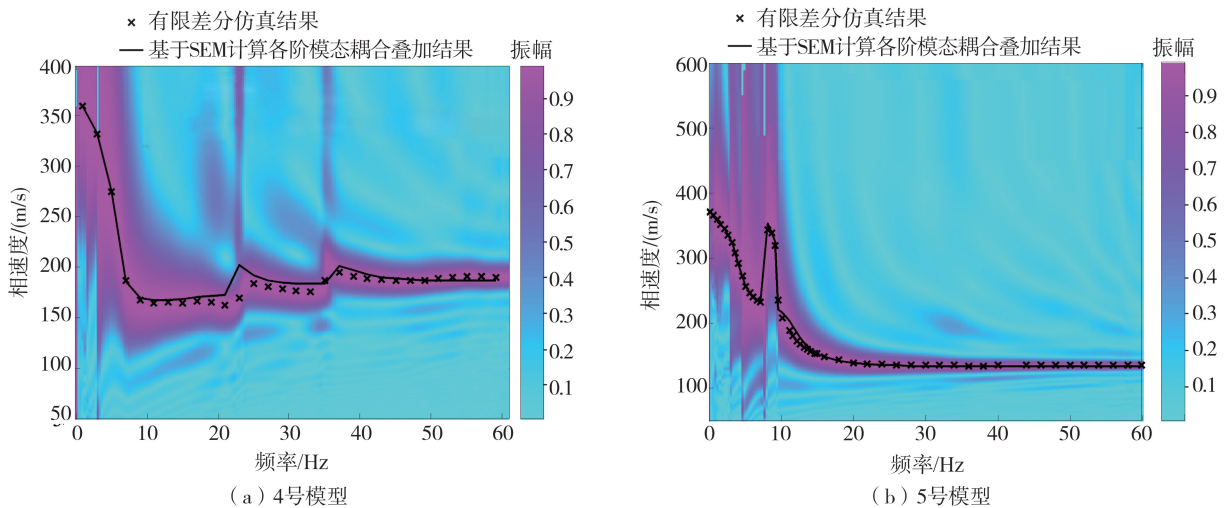 × 有限差分仿真结果
— 基于SEM计算各阶模态耦合叠加结果
振幅
400
350
300
250
200
150
100
50
相速度/(m/s)
0 10 20 30 40 50 60
频率/Hz
0.9
0.8
0.7
0.6
0.5
0.4
0.3
0.2
0.1
(a)4号模型
× 有限差分仿真结果
— 基于SEM计算各阶模态耦合叠加结果
振幅
600
500
400
300
200
100
相速度/(m/s)
0 10 20 30 40 50 60
频率/Hz
0.9
0.8
0.7
0.6
0.5
0.4
0.3
0.2
0.1
(b)5号模型